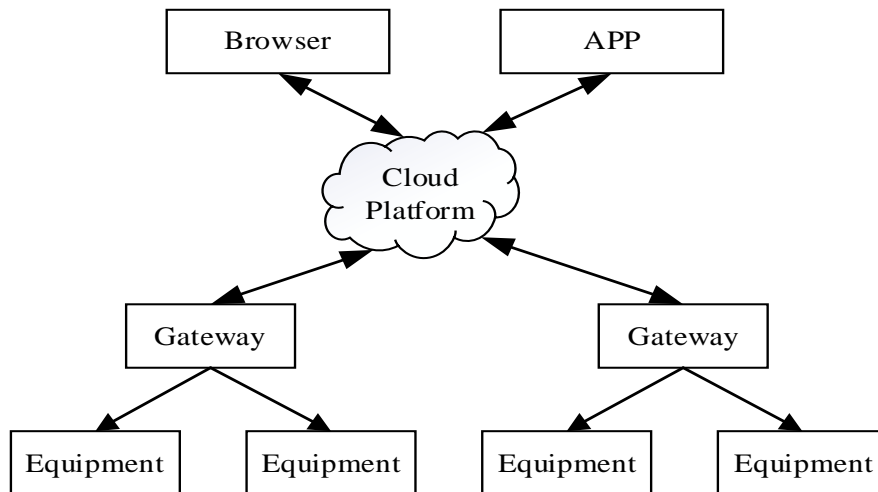 Browser
APP
Cloud
Platform
Gateway
Gateway
Equipment
Equipment
Equipment
Equipment